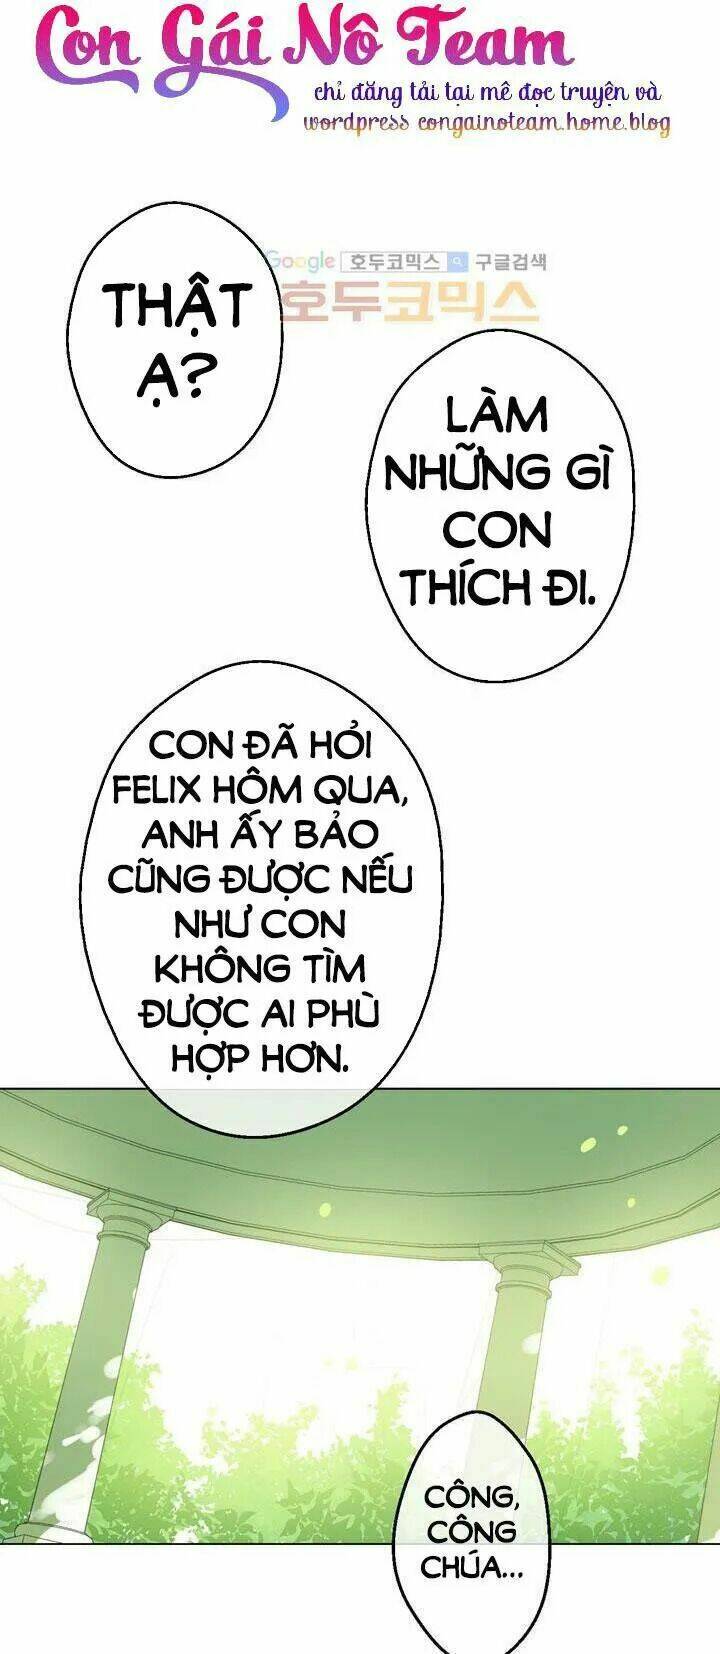 Con Gái Nô Team
chỉ đăng tải tại mê đọc truyện và
wordpress congainoteam.home.blog
Google 호두코믹스 구글검색
호두코믹스
THẬT
Ạ?
LÀM
NHỮNG GÌ
CON
THÍCH ĐI.
CON ĐÃ HỎI
FELIX HÔM QUA,
ANH ẤY BẢO
CŨNG ĐƯỢC NẾU
NHƯ CON
KHÔNG TÌM
ĐƯỢC AI PHÙ
HỢP HƠN.
CÔNG,
CÔNG
CHÚA...